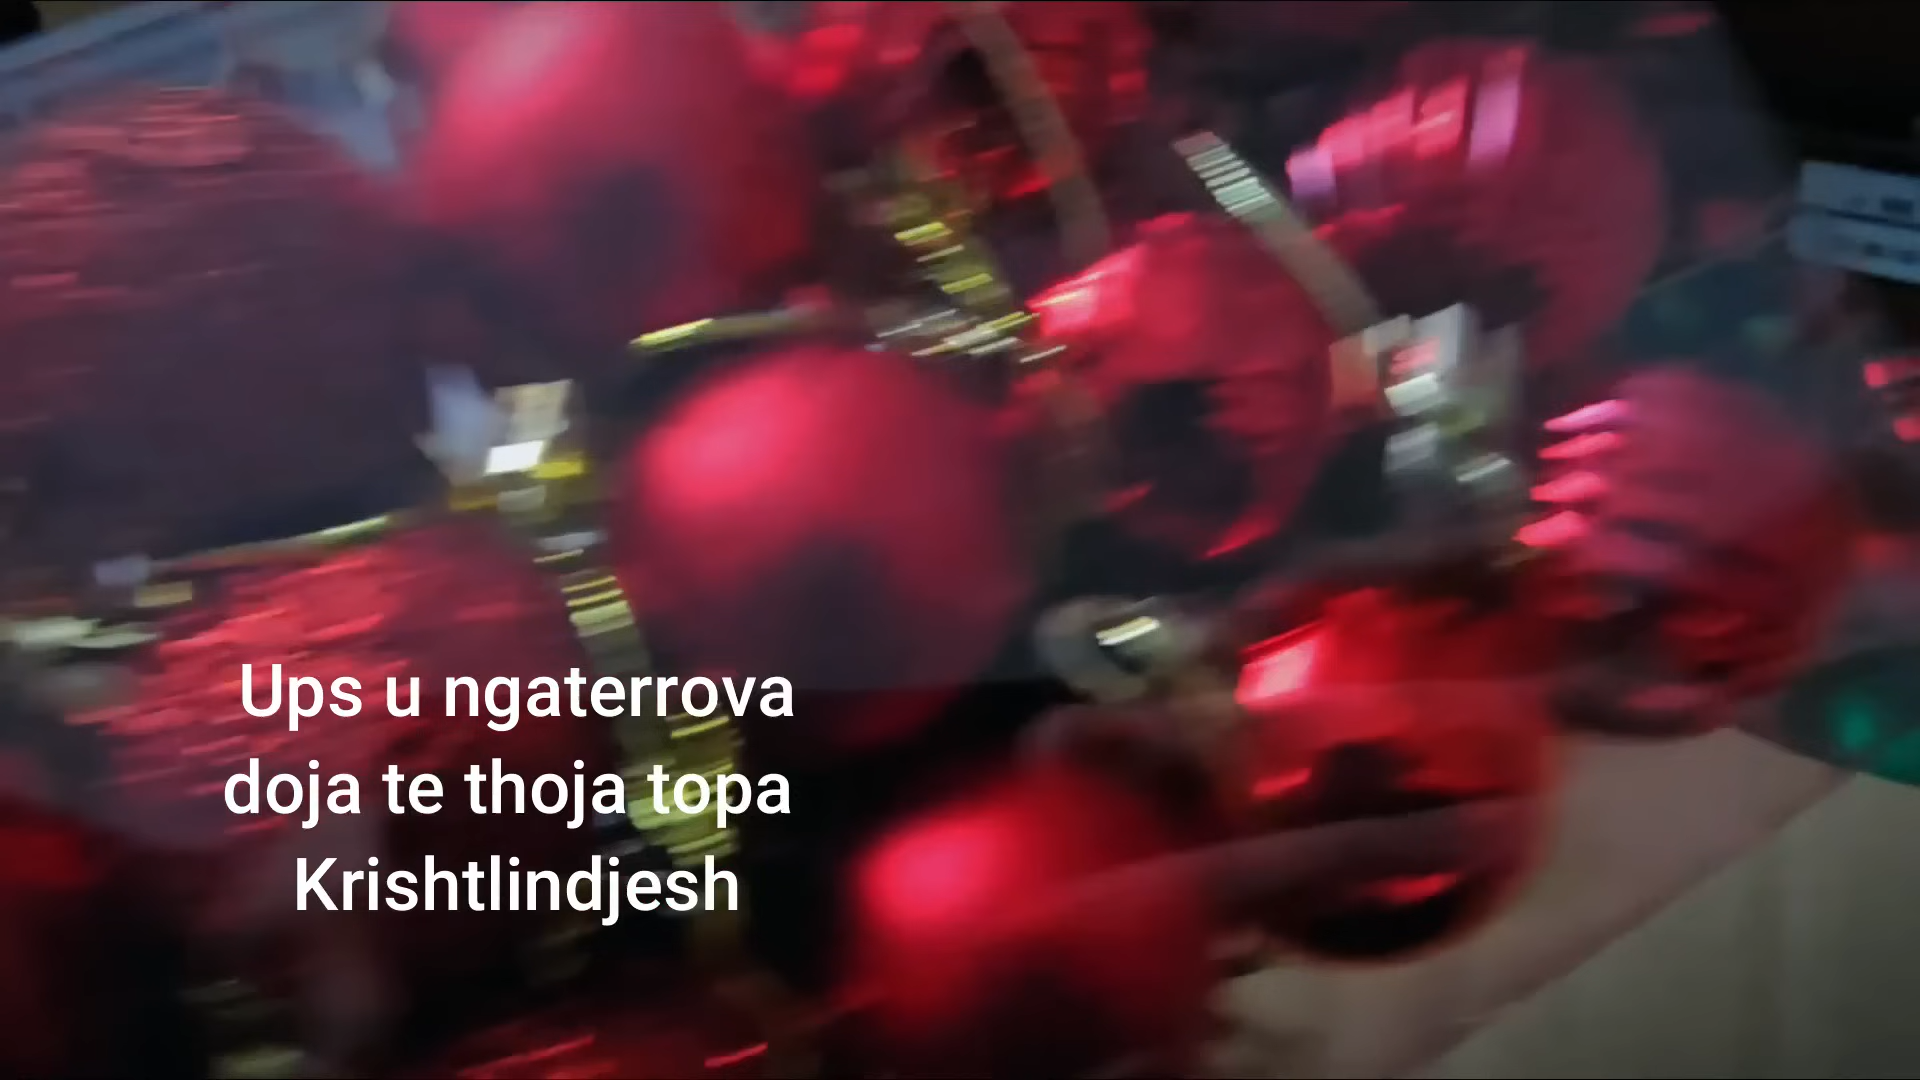 Ups u ngaterrova
doja te thoja topa
Krishtlindjesh